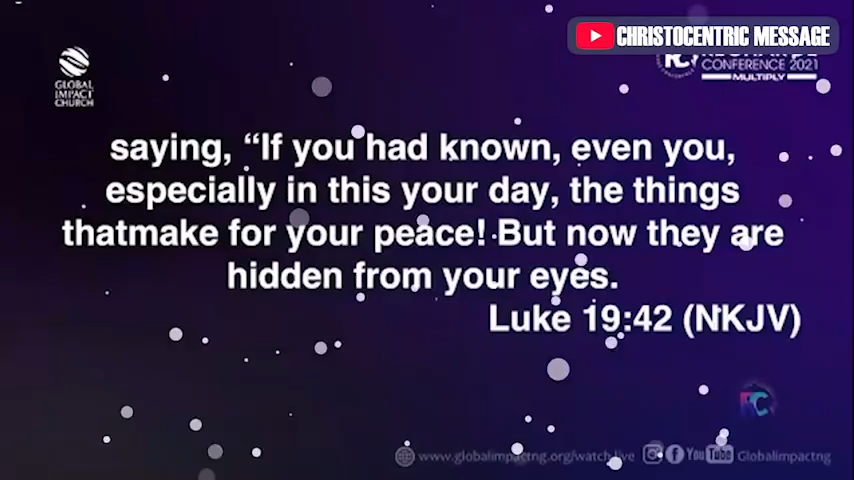 CHRISTOCENTRIC MESSAGE
GLOBAL
IMPACT
CHURCH
CONFERENCE 2021
MULTIPLY
saying, “If you had known, even you,
especially in this your day, the things
thatmake for your peace! But now they are
hidden from your eyes.
Luke 19:42 (NKJV)
RC
www.globalimpactng.org/watch-live
YouTube Globalimpactng